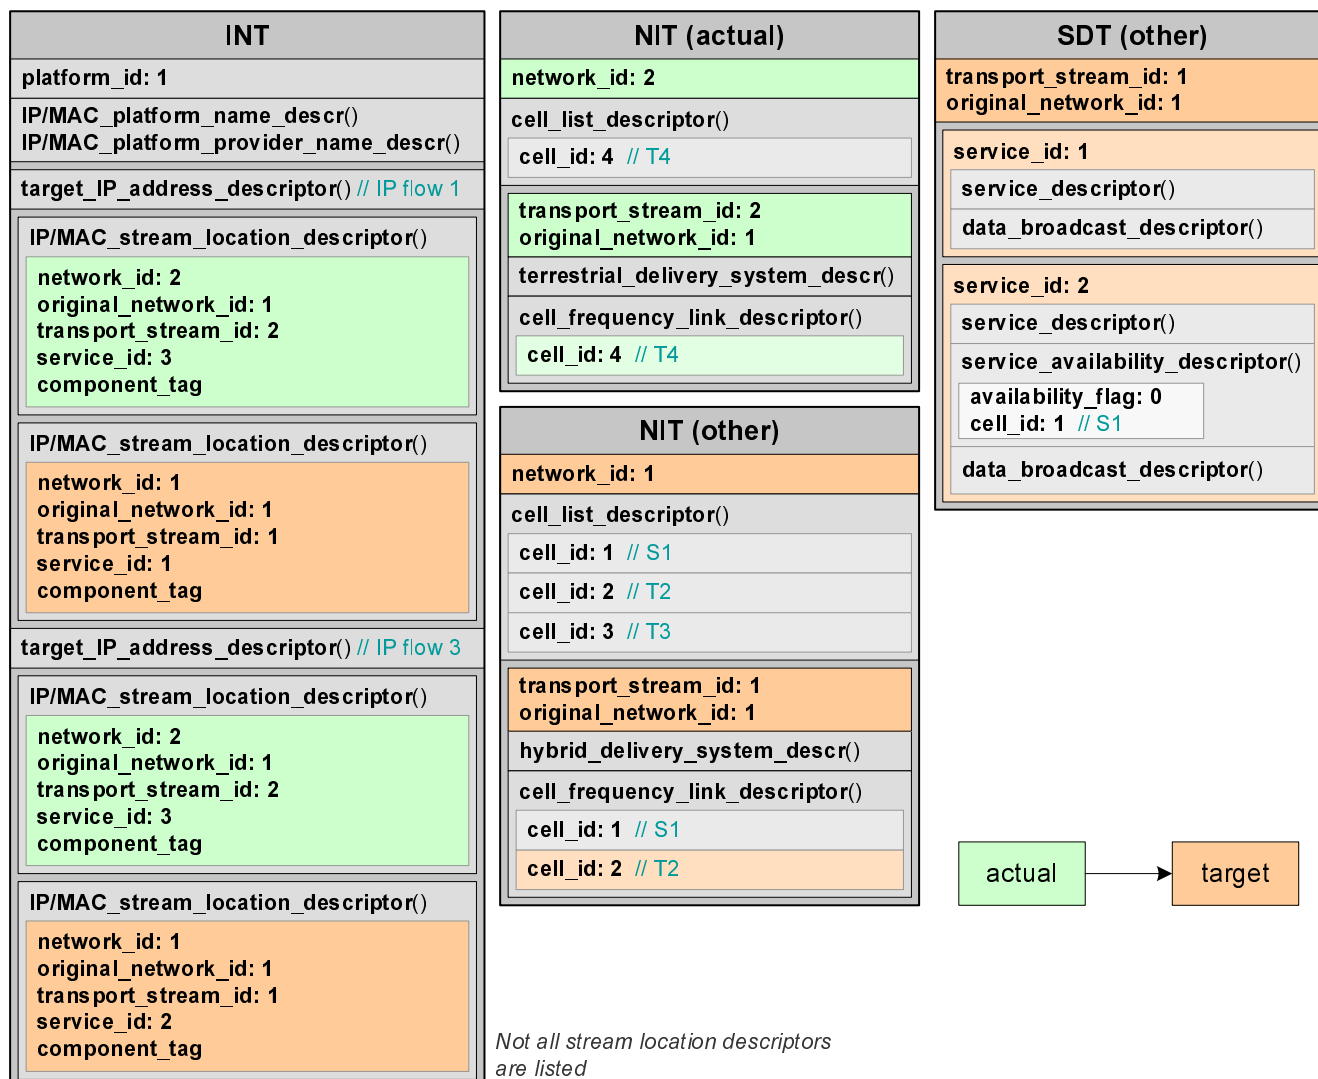 INT
platform_id: 1
IP/MAC_platform_name_descr()
IP/MAC_platform_provider_name_descr()
target_IP_address_descriptor() // IP flow 1
IP/MAC_stream_location_descriptor()
network_id: 2
original_network_id: 1
transport_stream_id: 2
service_id: 3
component_tag
IP/MAC_stream_location_descriptor()
network_id: 1
original_network_id: 1
transport_stream_id: 1
service_id: 1
component_tag
target_IP_address_descriptor() // IP flow 3
IP/MAC_stream_location_descriptor()
network_id: 2
original_network_id: 1
transport_stream_id: 2
service_id: 3
component_tag
IP/MAC_stream_location_descriptor()
network_id: 1
original_network_id: 1
transport_stream_id: 1
service_id: 2
component_tag
NIT (actual)
network_id: 2
cell_list_descriptor()
cell_id: 4 // T4
transport_stream_id: 2
original_network_id: 1
terrestrial_delivery_system_descr()
cell_frequency_link_descriptor()
cell_id: 4 // T4
NIT (other)
network_id: 1
cell_list_descriptor()
cell_id: 1 // S1
cell_id: 2 // T2
cell_id: 3 // T3
transport_stream_id: 1
original_network_id: 1
hybrid_delivery_system_descr()
cell_frequency_link_descriptor()
cell_id: 1 // S1
cell_id: 2 // T2
Not all stream location descriptors
are listed
SDT (other)
transport_stream_id: 1
original_network_id: 1
service_id: 1
service_descriptor()
data_broadcast_descriptor()
service_id: 2
service_descriptor()
service_availability_descriptor()
availability_flag: 0
cell_id: 1 // S1
data_broadcast_descriptor()
actual
target